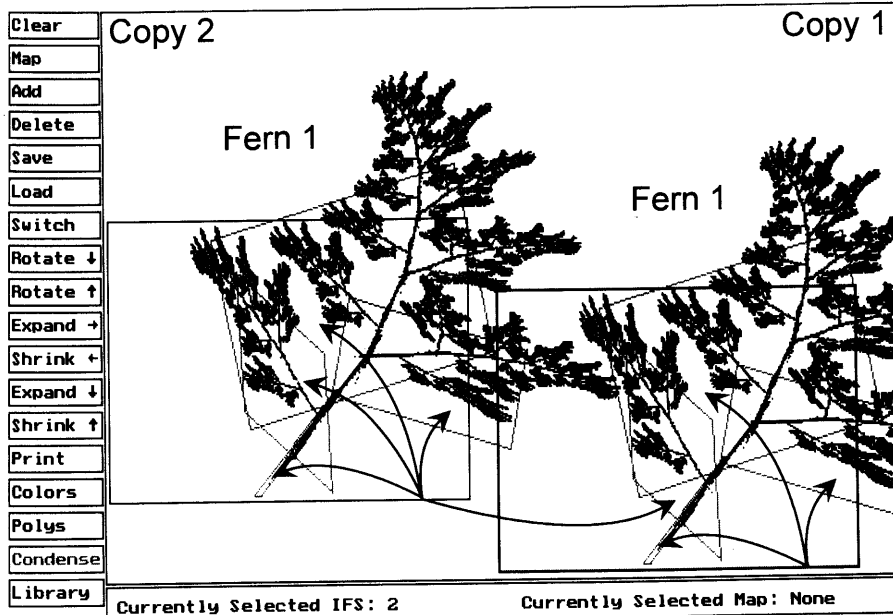 Clear
Map
Add
Delete
Save
Load
Switch
Rotate ↓
Rotate ↑
Expand →
Shrink ←
Expand ↓
Shrink ↑
Print
Colors
Polys
Condense
Library
Copy 2
Copy 1
Fern 1
Fern 1
Currently Selected IFS: 2
Currently Selected Map: None